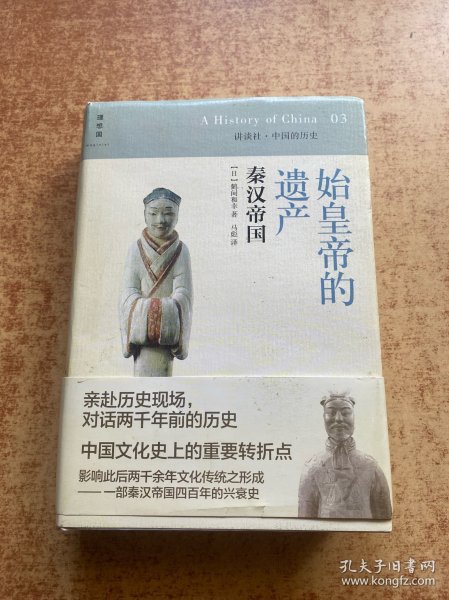 理想国
imaginist
A History of China 03
讲谈社·中国的历史
始皇帝的
遗产
秦汉帝国
【日】鹤间和幸 著 马彪 译
亲赴历史现场，
对话两千年前的历史
中国文化史上的重要转折点
影响此后两千余年文化传统之形成
——一部秦汉帝国四百年的兴衰史
孔夫子旧书网
www.kongfz.com